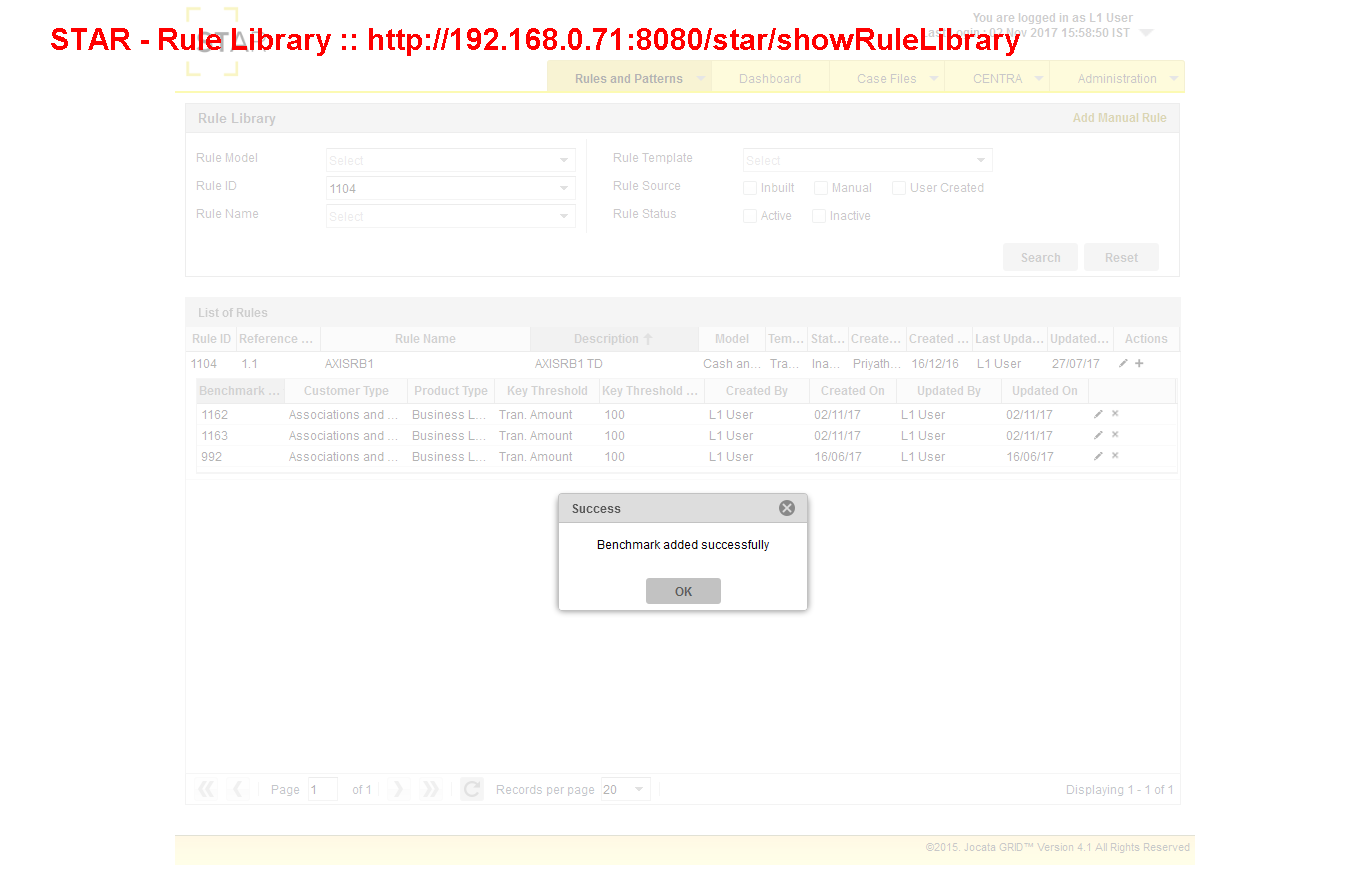 You are logged in as L1 User
STAR - Rule Library :: http://192.168.0.71:8080/star/showRuleLibrary
STAR
Last Login : 02 Nov 2017 15:58:50 IST
Rules and Patterns Dashboard Case Files CENTRA Administration
Rule Library Add Manual Rule
Rule Model Select Rule Template Select
Rule ID 1104 Rule Source Inbuilt Manual User Created
Rule Name Select Rule Status Active Inactive
Search Reset
List of Rules
Rule ID Reference ... Rule Name Description Model Tem... Stat... Create... Created ... Last Upda... Updated... Actions
1104 1.1 AXISRB1 AXISRB1 TD Cash an... Tra... Ina... Priyath... 16/12/16 L1 User 27/07/17
Benchmark ... Customer Type Product Type Key Threshold Key Threshold ... Created By Created On Updated By Updated On
1162 Associations and ... Business L... Tran. Amount 100 L1 User 02/11/17 L1 User 02/11/17
1163 Associations and ... Business L... Tran. Amount 100 L1 User 02/11/17 L1 User 02/11/17
992 Associations and ... Business L... Tran. Amount 100 L1 User 16/06/17 L1 User 16/06/17
Success
Benchmark added successfully
OK
Page 1 of 1 Records per page 20 Displaying 1 - 1 of 1
©2015. Jocata GRID™ Version 4.1 All Rights Reserved